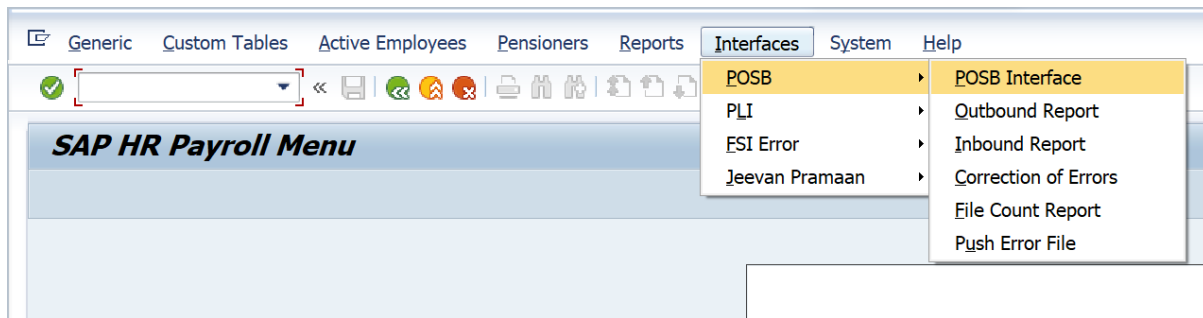 Generic Custom Tables Active Employees Pensioners Reports Interfaces System Help
POSB POSB Interface
PLI Outbound Report
FSI Error Inbound Report
Jeevan Pramaan Correction of Errors
File Count Report
Push Error File
SAP HR Payroll Menu